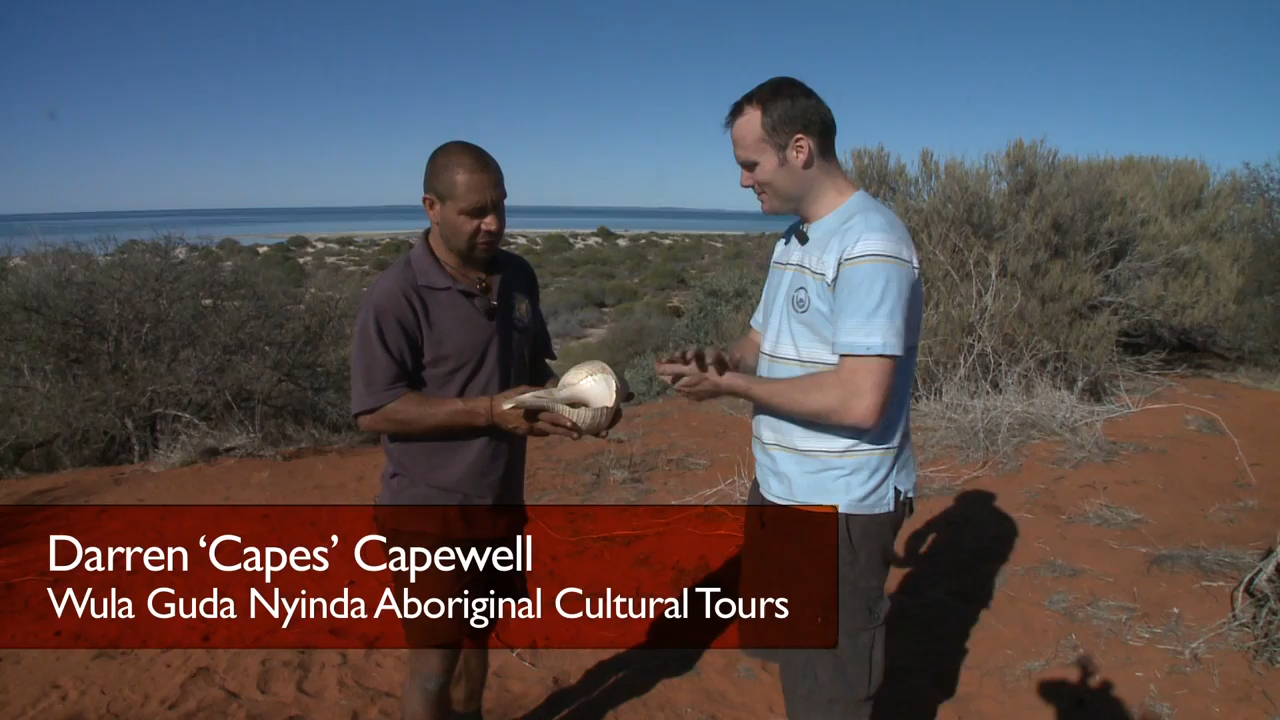 Darren ‘Capes’ Capewell
Wula Guda Nyinda Aboriginal Cultural Tours